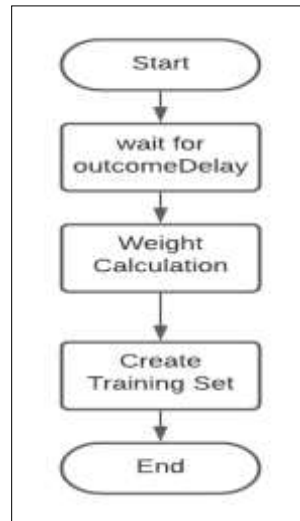 Start
wait for
outcomeDelay
Weight
Calculation
Create
Training Set
End